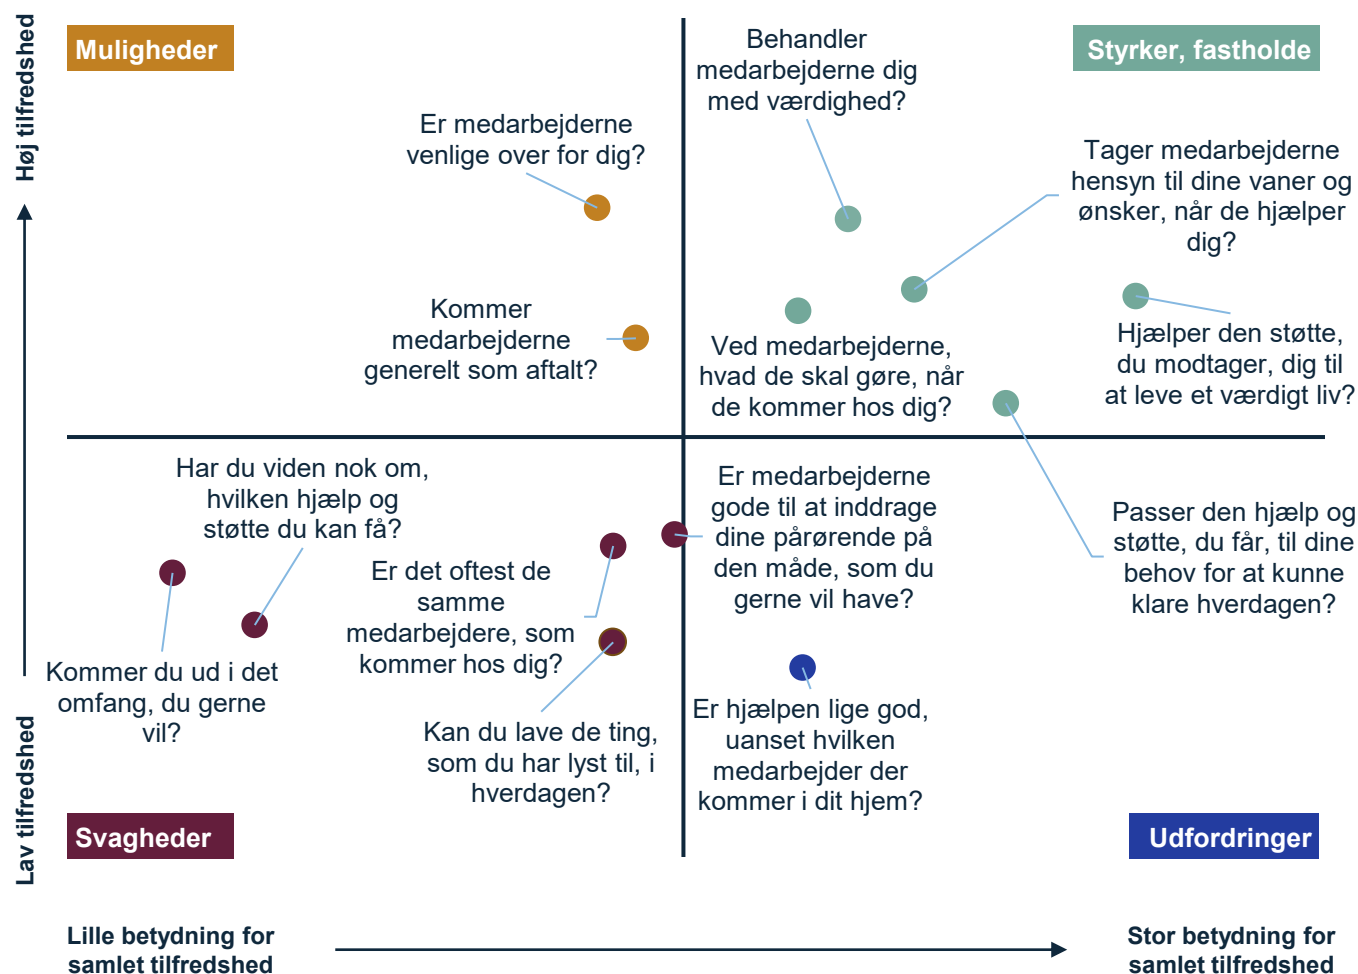 Høj tilfredshed
Muligheder
Styrker, fastholde
Behandler
medarbejderne dig
med værdighed?
Er medarbejderne
venlige over for dig?
Tager medarbejderne
hensyn til dine vaner og
ønsker, når de hjælper
dig?
Kommer
medarbejderne
generelt som aftalt?
Ved medarbejderne,
hvad de skal gøre, når
de kommer hos dig?
Hjælper den støtte,
du modtager, dig til
at leve et værdigt liv?
Har du viden nok om,
hvilken hjælp og
støtte du kan få?
Er medarbejderne
gode til at inddrage
dine pårørende på
den måde, som du
gerne vil have?
Passer den hjælp og
støtte, du får, til dine
behov for at kunne
klare hverdagen?
Er det oftest de
samme
medarbejdere, som
kommer hos dig?
Kommer du ud i det
omfang, du gerne
vil?
Kan du lave de ting,
som du har lyst til, i
hverdagen?
Er hjælpen lige god,
uanset hvilken
medarbejder der
kommer i dit hjem?
Lav tilfredshed
Svagheder
Udfordringer
Lille betydning for
samlet tilfredshed
Stor betydning for
samlet tilfredshed